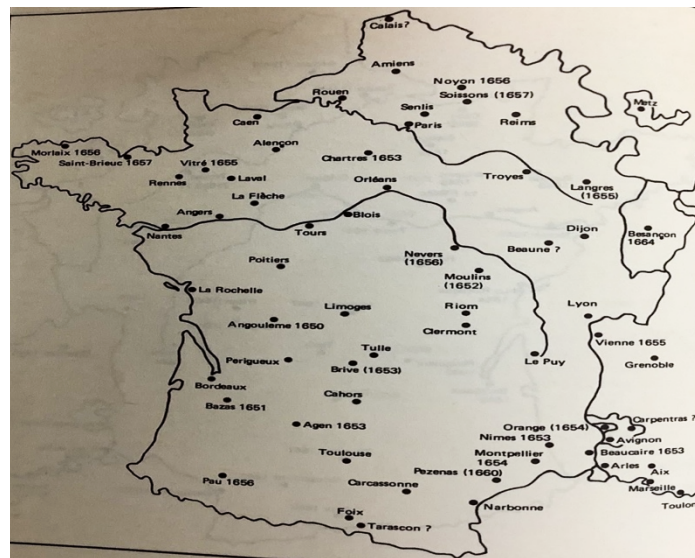 Calais?
Amiens
Noyon 1656
Soissons (1657)
Rouen
Senlis
Paris
Reims
Metz
Caen
Morlaix 1656
Saint-Brieuc 1657
Vitré 1655
Alençon
Chartres 1653
Rennes
Laval
Troyes
Langres
(1655)
La Flèche
Orléans
Angers
Blois
Nantes
Tours
Dijon
Besançon
1664
Beaune ?
Nevers
(1656)
Poitiers
Moulins
(1652)
La Rochelle
Limoges
Riom
Lyon
Angouleme 1650
Clermont
Vienne 1655
Tulle
Perigueux
Brive (1653)
Le Puy
Grenoble
Bordeaux
Cahors
Bazas 1651
Agen 1653
Orange (1654)
Carpentras ?
Nimes 1653
Avignon
Toulouse
Montpellier
1654
Beaucaire 1653
Pau 1656
Pezenas (1660)
Arles
Aix
Carcassonne
Marseille
Foix
Narbonne
Toulon
Tarascon ?